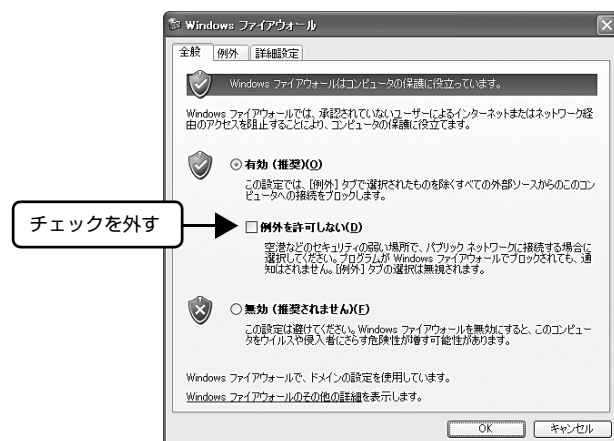 Windows ファイアウォール
全般 例外 詳細設定
Windows ファイアウォールはコンピュータの保護に役立っています。
Windows ファイアウォールでは、承認されていないユーザーによるインターネットまたはネットワーク経
由のアクセスを阻止することにより、コンピュータの保護に役立てます。
有効 (推奨)(O)
この設定では、[例外] タブで選択されたものを除くすべての外部ソースからのこのコン
ピュータへの接続をブロックします。
チェックを外す
例外を許可しない(D)
空港などのセキュリティの弱い場所で、パブリック ネットワークに接続する場合に
選択してください。プログラムが Windows ファイアウォールでブロックされても、通
知はされません。[例外] タブの選択は無視されます。
無効 (推奨されません)(F)
この設定は避けてください。Windows ファイアウォールを無効にすると、このコンピュー
タをウイルスや侵入者にさらす危険性が増す可能性があります。
Windows ファイアウォールで、ドメインの設定を使用しています。
Windows ファイアウォールのその他の詳細を表示します。
OK キャンセル